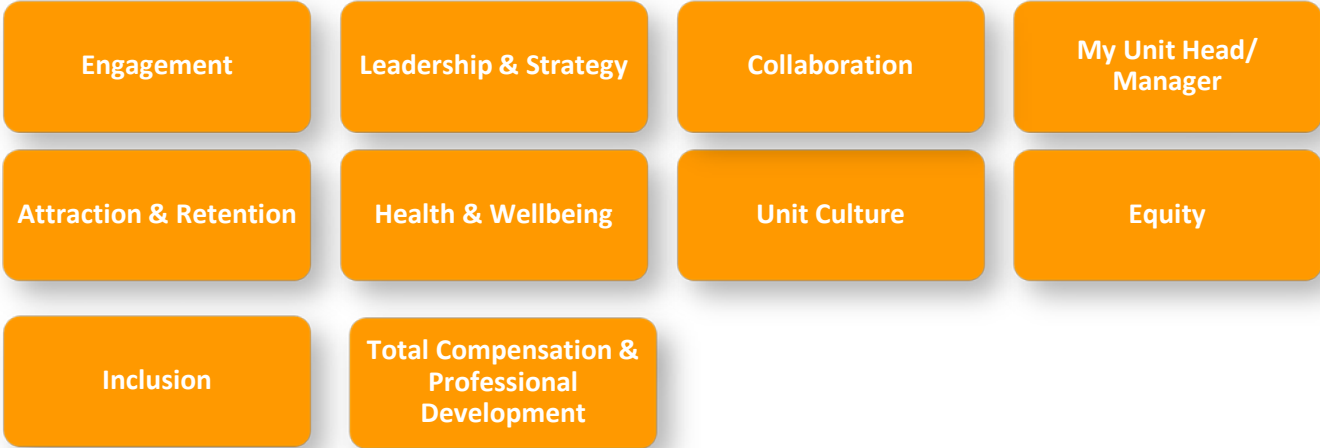 Engagement
Leadership & Strategy
Collaboration
My Unit Head/
Manager
Attraction & Retention
Health & Wellbeing
Unit Culture
Equity
Inclusion
Total Compensation &
Professional
Development